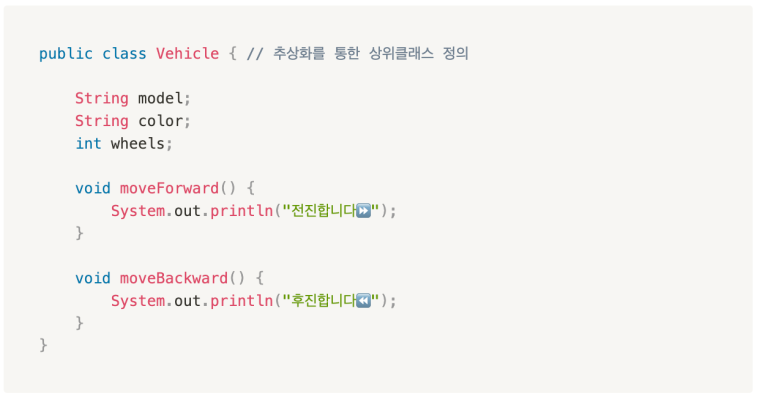 public class Vehicle { // 추상화를 통한 상위클래스 정의
String model;
String color;
int wheels;
void moveForward() {
System.out.println("전진합니다⏩");
}
void moveBackward() {
System.out.println("후진합니다⏪");
}
}